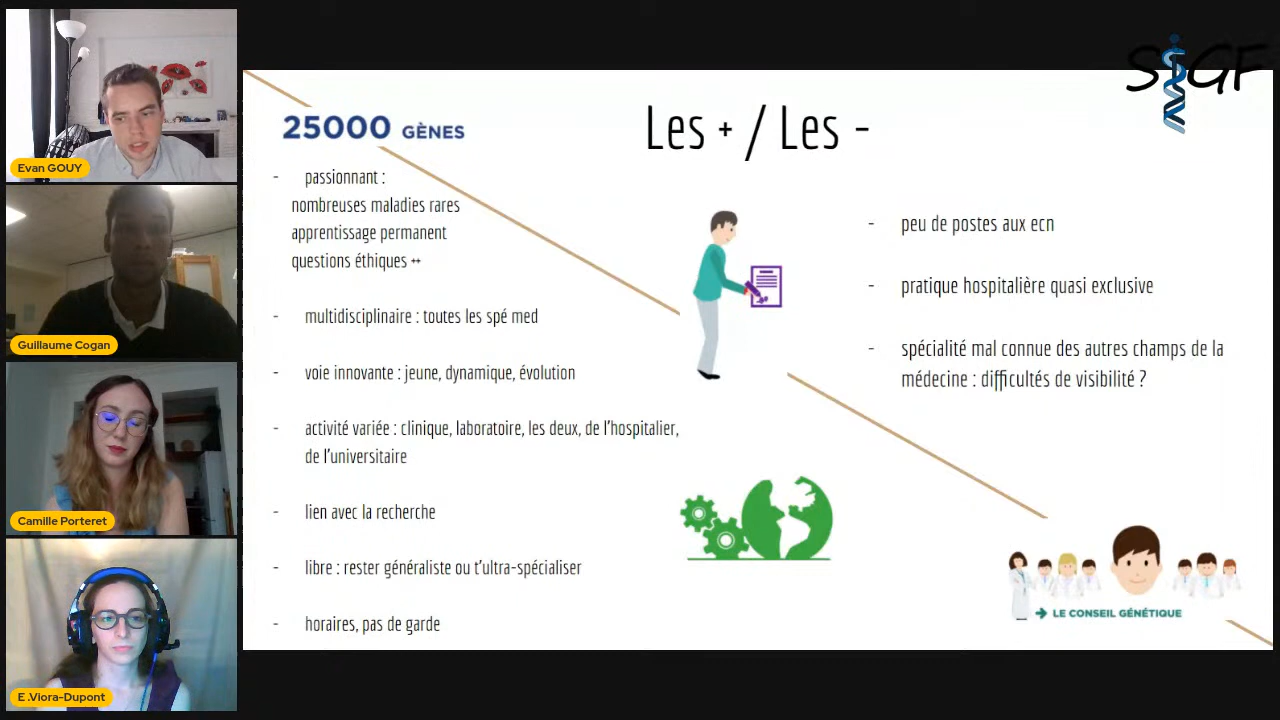 Evan GOUY
Guillaume Cogan
Camille Porteret
E .Viora-Dupont
SIGF
25000 GÈNES
Les + / Les -
- passionnant :
nombreuses maladies rares
apprentissage permanent
questions éthiques ++
- multidisciplinaire : toutes les spé med
- voie innovante : jeune, dynamique, évolution
- activité variée : clinique, laboratoire, les deux, de l'hospitalier,
de l'universitaire
- lien avec la recherche
- libre : rester généraliste ou t'ultra-spécialiser
- horaires, pas de garde
- peu de postes aux ecn
- pratique hospitalière quasi exclusive
- spécialité mal connue des autres champs de la
médecine : difficultés de visibilité ?
LE CONSEIL GÉNÉTIQUE